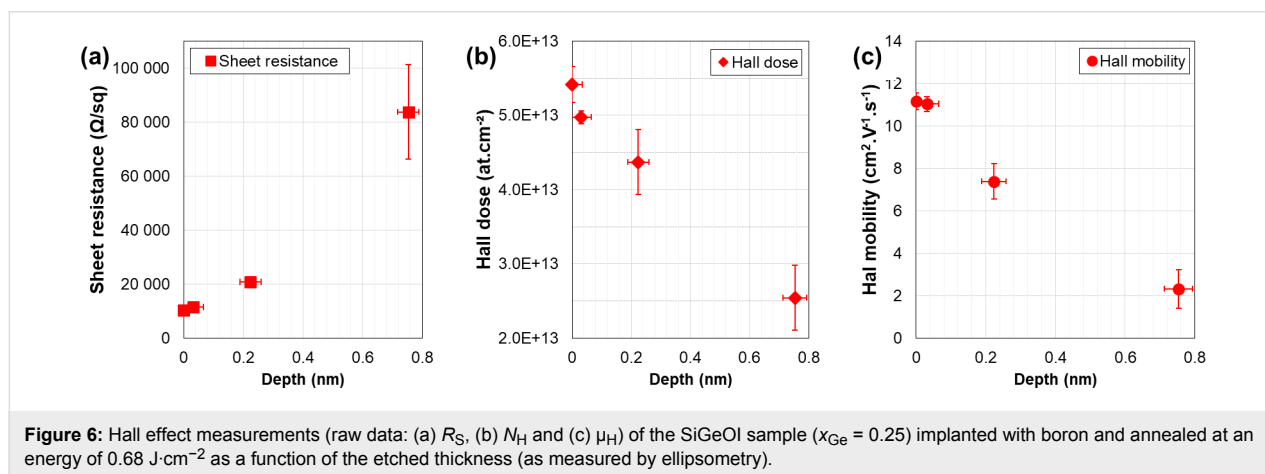 (a)
Sheet resistance
Sheet resistance (Ω/sq)
100 000
80 000
60 000
40 000
20 000
0
0 0.2 0.4 0.6 0.8
Depth (nm)
(b)
Hall dose
Hall dose (at.cm⁻²)
6.0E+13
5.0E+13
4.0E+13
3.0E+13
2.0E+13
0 0.2 0.4 0.6 0.8
Depth (nm)
(c)
Hall mobility
Hal mobility (cm².V⁻¹.s⁻¹)
14
12
10
8
6
4
2
0
0 0.2 0.4 0.6 0.8
Depth (nm)
Figure 6: Hall effect measurements (raw data: (a) R_S, (b) N_H and (c) μ_H) of the SiGeOI sample (x_Ge = 0.25) implanted with boron and annealed at an
energy of 0.68 J·cm⁻² as a function of the etched thickness (as measured by ellipsometry).